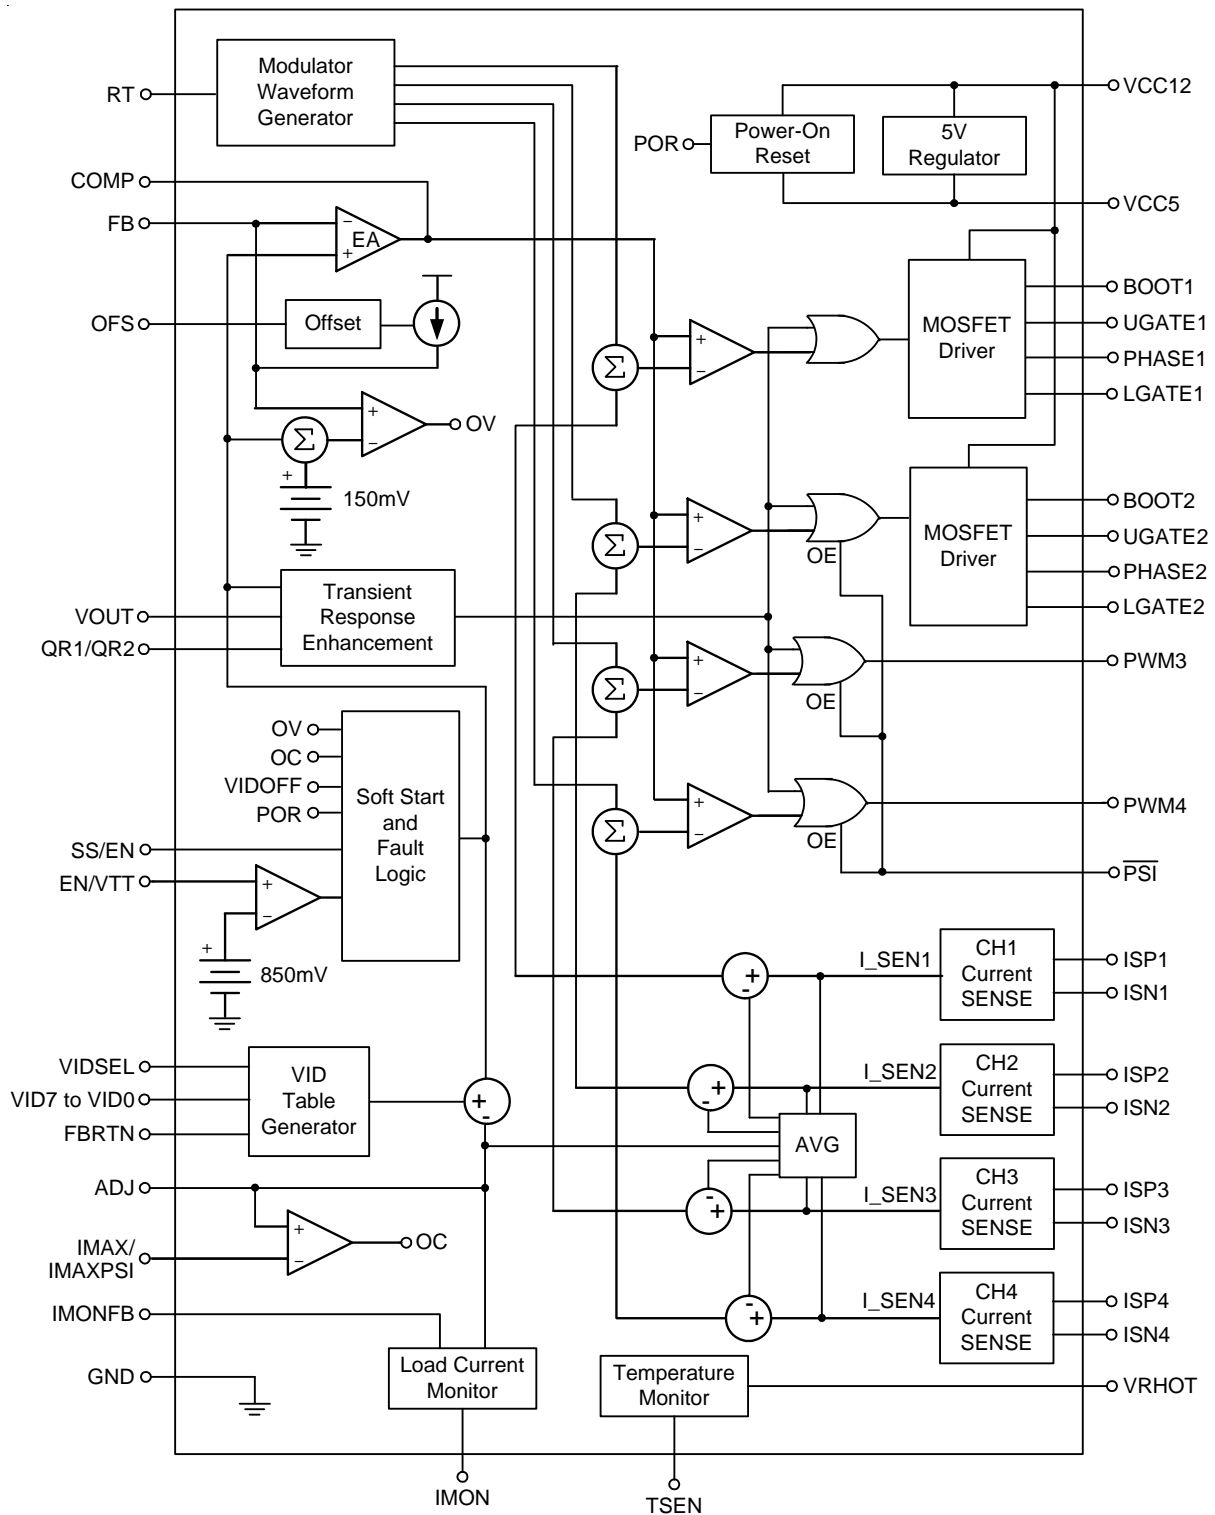 Modulator
Waveform
Generator
RT
VCC12
POR
Power-On
Reset
5V
Regulator
COMP
FB
VCC5
−
EA
+
OFS
Offset
BOOT1
UGATE1
PHASE1
LGATE1
MOSFET
Driver
+
−
Σ
+
−
Σ
OV
+
150mV
BOOT2
UGATE2
PHASE2
LGATE2
MOSFET
Driver
+
−
Σ
OE
Transient
Response
Enhancement
VOUT
QR1/QR2
+
−
Σ
OE
PWM3
OV
OC
VIDOFF
POR
SS/EN
EN/VTT
Soft Start
and
Fault
Logic
+
−
Σ
OE
PWM4
PSI
+
−
+
850mV
+
-
I_SEN1
CH1
Current
SENSE
ISP1
ISN1
VIDSEL
VID7 to VID0
FBRTN
VID
Table
Generator
+
-
+
-
I_SEN2
CH2
Current
SENSE
ISP2
ISN2
AVG
ADJ
-
+
I_SEN3
CH3
Current
SENSE
ISP3
ISN3
IMAX/
IMAXPSI
+
−
OC
IMONFB
-
+
I_SEN4
CH4
Current
SENSE
ISP4
ISN4
GND
Load Current
Monitor
Temperature
Monitor
VRHOT
IMON
TSEN